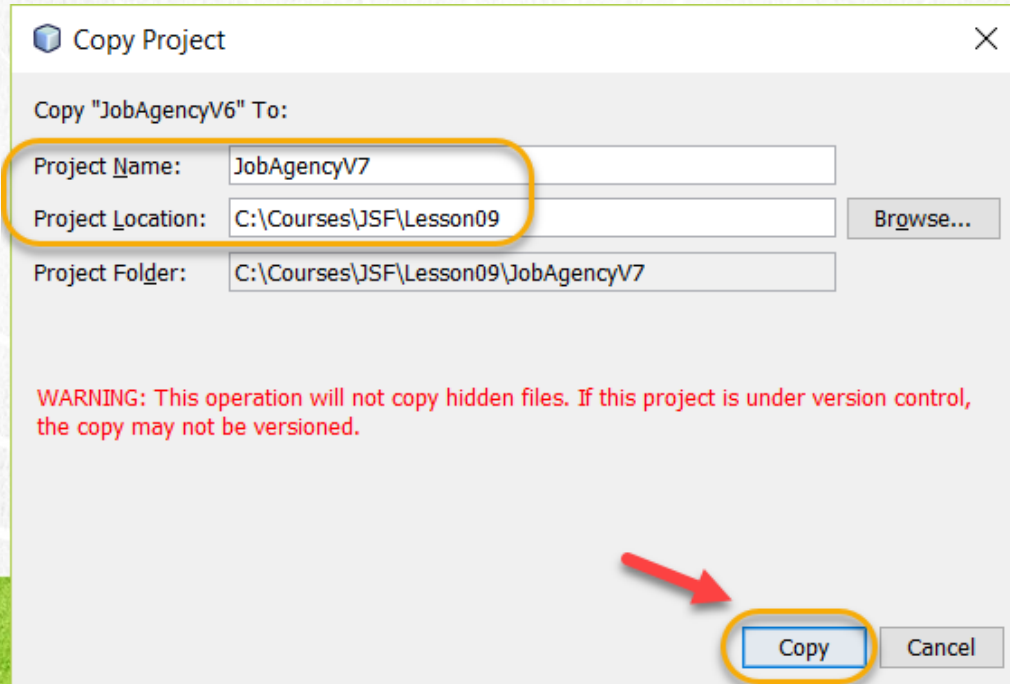 Copy Project
Copy "JobAgencyV6" To:
Project Name: JobAgencyV7
Project Location: C:\Courses\JSF\Lesson09 Browse...
Project Folder: C:\Courses\JSF\Lesson09\JobAgencyV7
WARNING: This operation will not copy hidden files. If this project is under version control,
the copy may not be versioned.
Copy Cancel